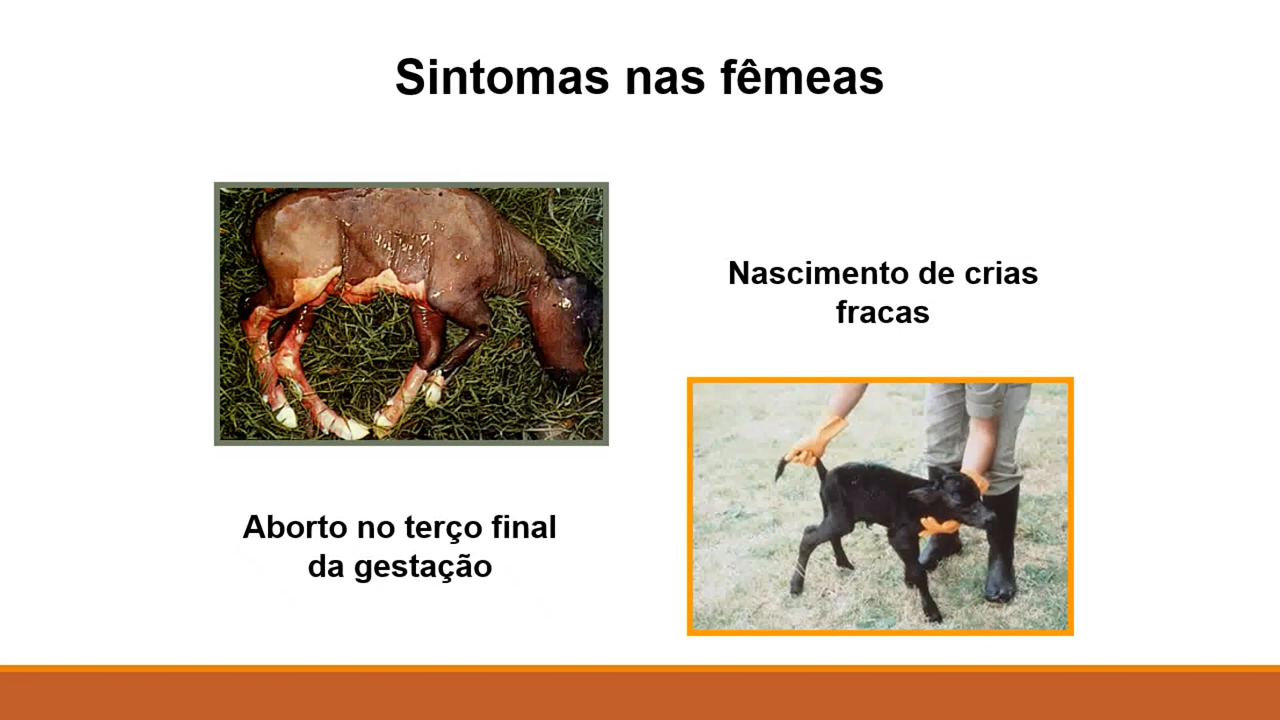 Sintomas nas fêmeas
Nascimento de crias
fracas
Aborto no terço final
da gestação